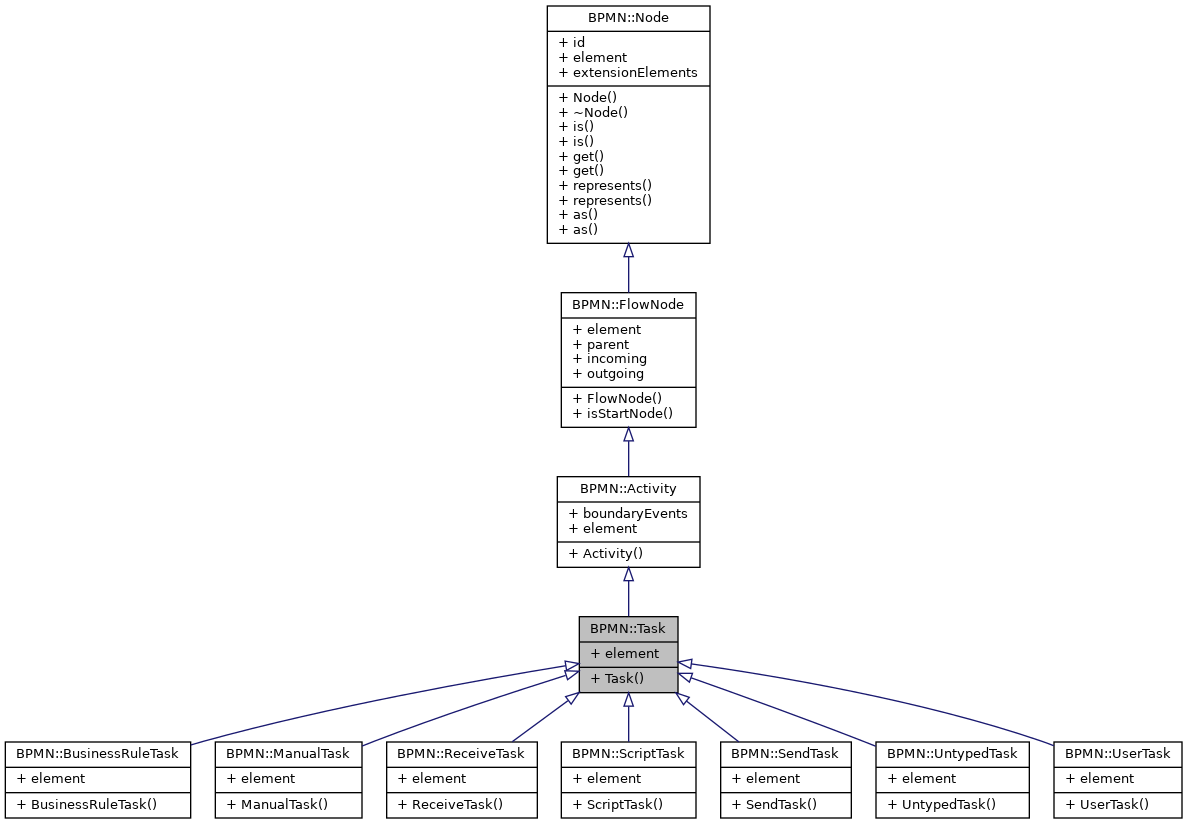 BPMN::Node
+ id
+ element
+ extensionElements
+ Node()
+ ~Node()
+ is()
+ is()
+ get()
+ get()
+ represents()
+ represents()
+ as()
+ as()
BPMN::FlowNode
+ element
+ parent
+ incoming
+ outgoing
+ FlowNode()
+ isStartNode()
BPMN::Activity
+ boundaryEvents
+ element
+ Activity()
BPMN::Task
+ element
+ Task()
BPMN::BusinessRuleTask
+ element
+ BusinessRuleTask()
BPMN::ManualTask
+ element
+ ManualTask()
BPMN::ReceiveTask
+ element
+ ReceiveTask()
BPMN::ScriptTask
+ element
+ ScriptTask()
BPMN::SendTask
+ element
+ SendTask()
BPMN::UntypedTask
+ element
+ UntypedTask()
BPMN::UserTask
+ element
+ UserTask()